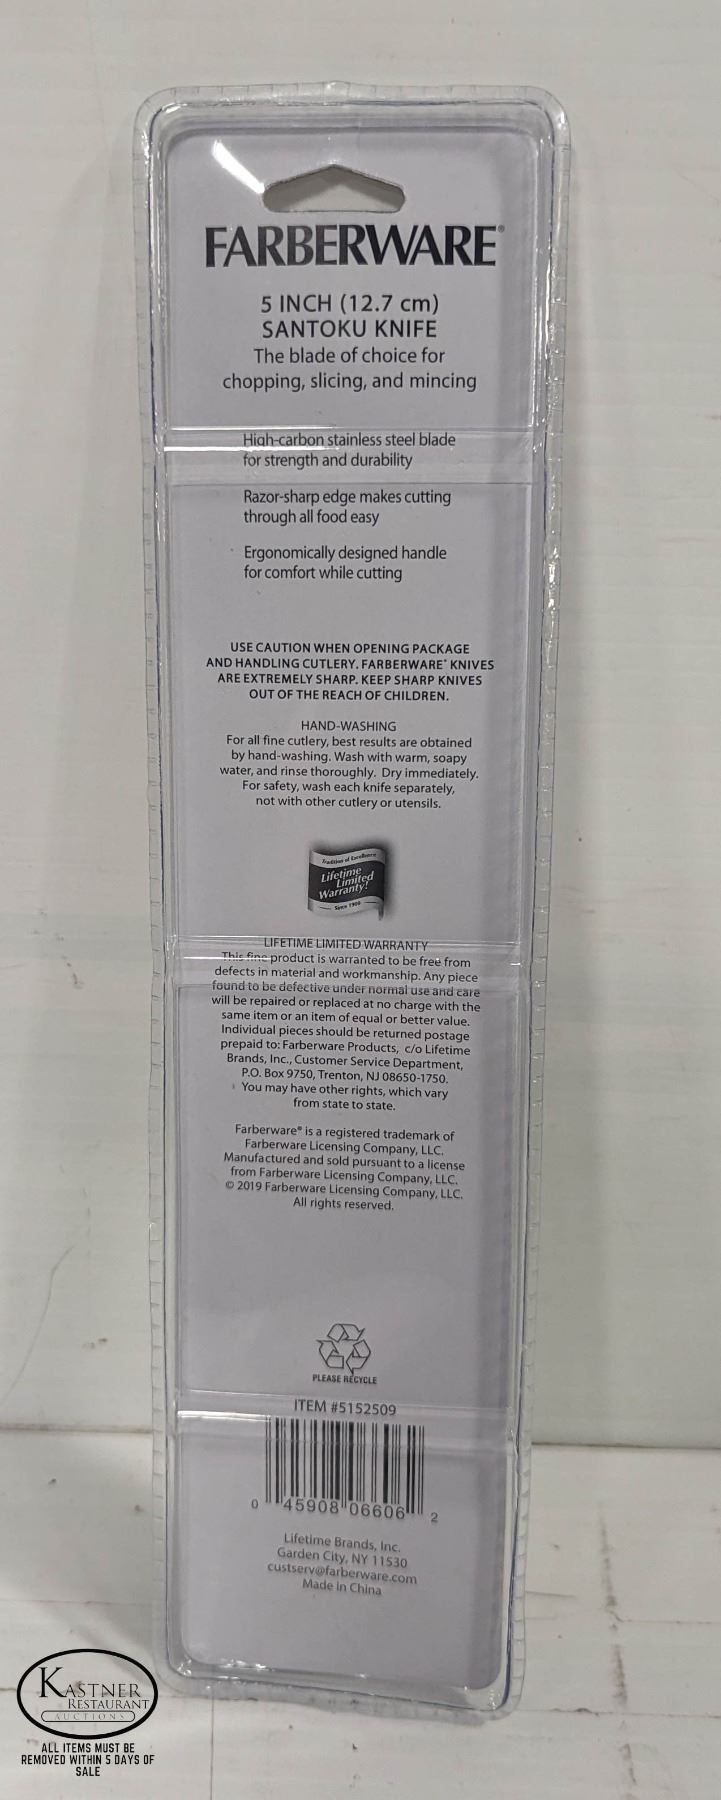 FARBERWARE®
5 INCH (12.7 cm)
SANTOKU KNIFE
The blade of choice for
chopping, slicing, and mincing
High-carbon stainless steel blade
for strength and durability
Razor-sharp edge makes cutting
through all food easy
Ergonomically designed handle
for comfort while cutting
USE CAUTION WHEN OPENING PACKAGE
AND HANDLING CUTLERY. FARBERWARE® KNIVES
ARE EXTREMELY SHARP. KEEP SHARP KNIVES
OUT OF THE REACH OF CHILDREN.
HAND-WASHING
For all fine cutlery, best results are obtained
by hand-washing. Wash with warm, soapy
water, and rinse thoroughly. Dry immediately.
For safety, wash each knife separately,
not with other cutlery or utensils.
Tradition of Excellence
Lifetime
Limited
Warranty!
Since 1900
LIFETIME LIMITED WARRANTY
This fine product is warranted to be free from
defects in material and workmanship. Any piece
found to be defective under normal use and care
will be repaired or replaced at no charge with the
same item or an item of equal or better value.
Individual pieces should be returned postage
prepaid to: Farberware Products, c/o Lifetime
Brands, Inc., Customer Service Department,
P.O. Box 9750, Trenton, NJ 08650-1750.
You may have other rights, which vary
from state to state.
Farberware® is a registered trademark of
Farberware Licensing Company, LLC.
Manufactured and sold pursuant to a license
from Farberware Licensing Company, LLC.
© 2019 Farberware Licensing Company, LLC.
All rights reserved.
PLEASE RECYCLE
ITEM #5152509
0 45908 06606 2
Lifetime Brands, Inc.
Garden City, NY 11530
custserv@farberware.com
Made in China
KASTNER
RESTAURANT
AUCTIONS
ALL ITEMS MUST BE
REMOVED WITHIN 5 DAYS OF
SALE